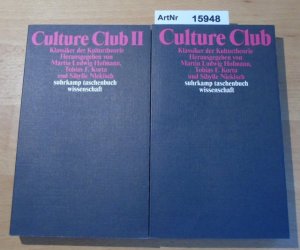 ArtNr 15948
Culture Club II
Klassiker der Kulturtheorie
Herausgegeben von
Martin Ludwig Hofmann,
Tobias F. Korta
und Sibylle Niekisch
suhrkamp taschenbuch
wissenschaft
Culture Club
Klassiker der Kulturtheorie
Herausgegeben von
Martin Ludwig Hofmann,
Tobias F. Korta
und Sibylle Niekisch
suhrkamp taschenbuch
wissenschaft